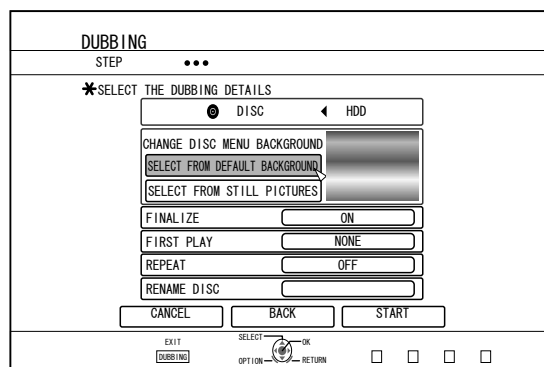 DUBBING
STEP
SELECT THE DUBBING DETAILS
DISC HDD
CHANGE DISC MENU BACKGROUND
SELECT FROM DEFAULT BACKGROUND
SELECT FROM STILL PICTURES
FINALIZE ON
FIRST PLAY NONE
REPEAT OFF
RENAME DISC
CANCEL BACK START
EXIT SELECT OK
DUBBING OPTION RETURN